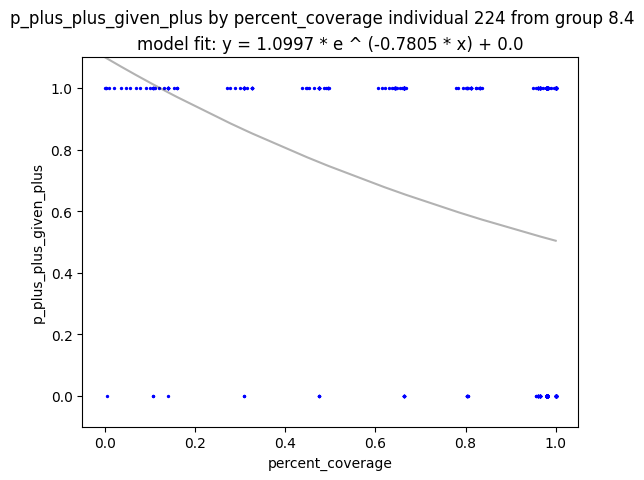 p_plus_plus_given_plus by percent_coverage individual 224 from group 8.4
model fit: y = 1.0997 * e ^ (-0.7805 * x) + 0.0
p_plus_plus_given_plus
1.0
0.8
0.6
0.4
0.2
0.0
0.0 0.2 0.4 0.6 0.8 1.0
percent_coverage